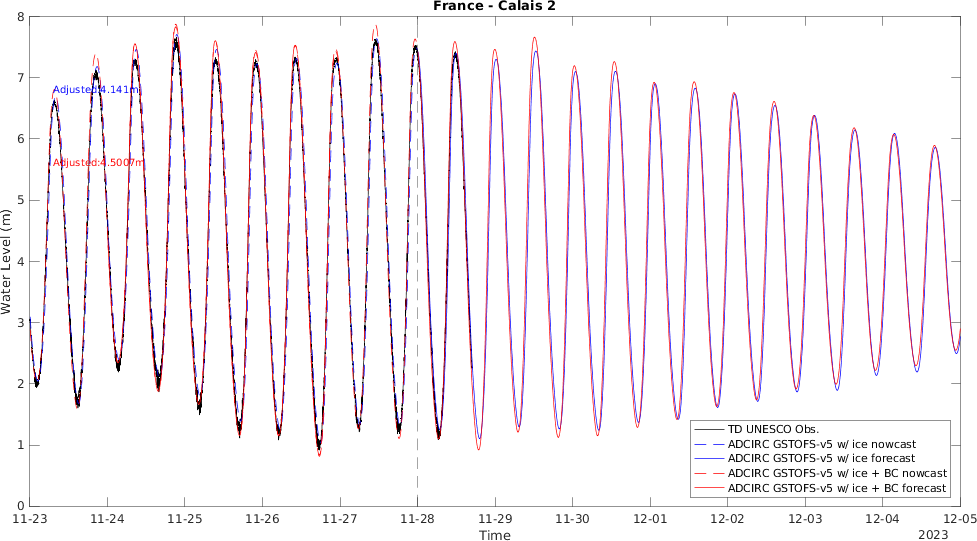 France - Calais 2
8
7
6
5
4
3
2
1
0
Water Level (m)
Adjusted:4.141m
Adjusted:4.5007m
TD UNESCO Obs.
ADCIRC GSTOFS-v5 w/ ice nowcast
ADCIRC GSTOFS-v5 w/ ice forecast
ADCIRC GSTOFS-v5 w/ ice + BC nowcast
ADCIRC GSTOFS-v5 w/ ice + BC forecast
11-23 11-24 11-25 11-26 11-27 11-28 11-29 11-30 12-01 12-02 12-03 12-04 12-05
Time
2023